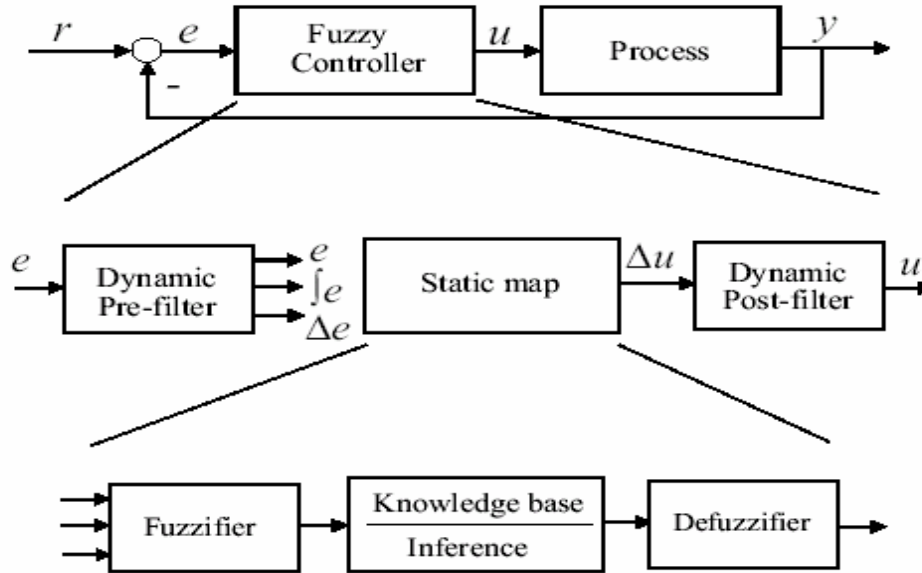 r
e
Fuzzy
Controller
u
Process
y
-
e
Dynamic
Pre-filter
e
∫e
Δe
Static map
Δu
Dynamic
Post-filter
u
Fuzzifier
Knowledge base
Inference
Defuzzifier